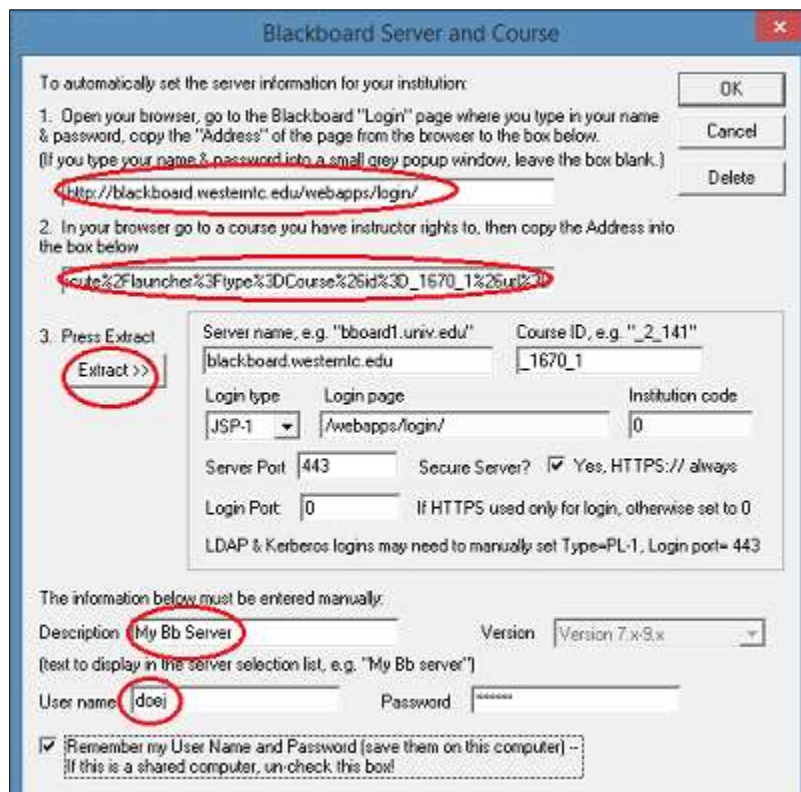 Blackboard Server and Course
To automatically set the server information for your institution:
OK
1. Open your browser, go to the Blackboard "Login" page where you type in your name
& password, copy the "Address" of the page from the browser to the box below.
Cancel
(If you type your name & password into a small grey popup window, leave the box blank.)
Delete
http://blackboard.westerntc.edu/webapps/login/
2. In your browser go to a course you have instructor rights to, then copy the Address into
the box below
cute%2Flauncher%3Ftype%3DCourse%26id%3D_1670_1%26url%3D
3. Press Extract
Extract >>
Server name, e.g. "bboard1.univ.edu" Course ID, e.g. "_2_141"
blackboard.westerntc.edu _1670_1
Login type Login page Institution code
JSP-1 /webapps/login/ 0
Server Port 443 Secure Server? Yes, HTTPS:// always
Login Port: 0 If HTTPS used only for login, otherwise set to 0
LDAP & Kerberos logins may need to manually set Type=PL-1, Login port= 443
The information below must be entered manually:
Description My Bb Server Version Version 7.x-9.x
(text to display in the server selection list, e.g. "My Bb server")
User name doej Password ******
Remember my User Name and Password (save them on this computer) --
If this is a shared computer, un-check this box!